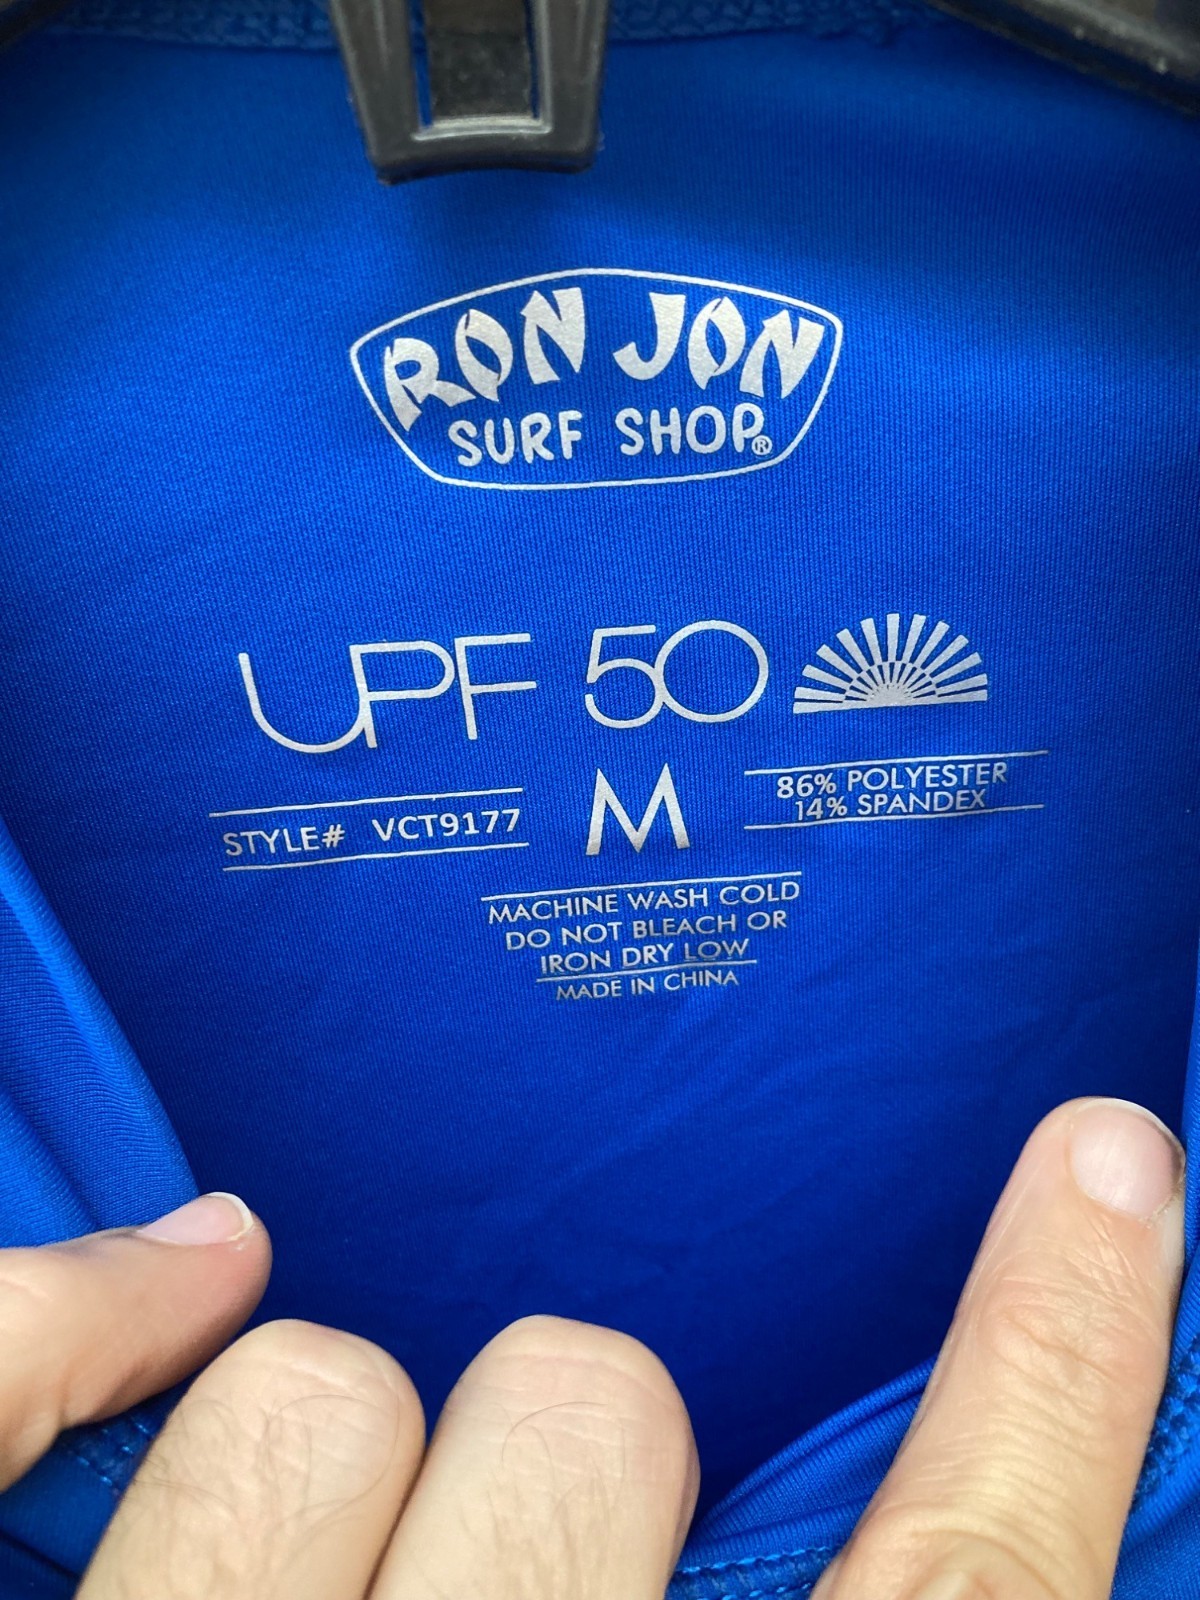 RON JON
SURF SHOP®
UPF 50
STYLE# VCT9177
M
86% POLYESTER
14% SPANDEX
MACHINE WASH COLD
DO NOT BLEACH OR
IRON DRY LOW
MADE IN CHINA